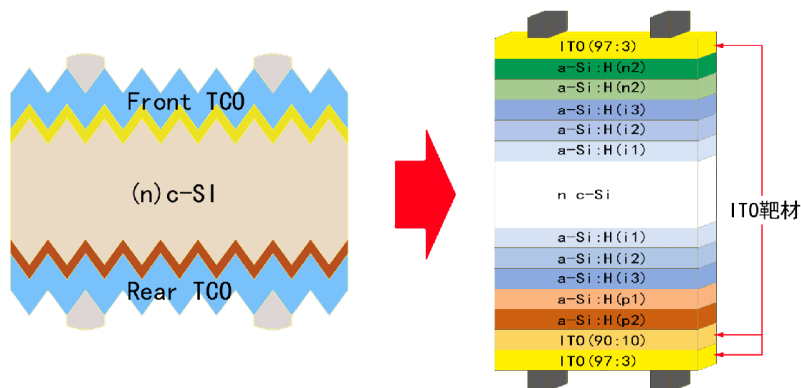 Front TCO
(n)c-SI
Rear TCO
ITO(97:3)
a-Si:H(n2)
a-Si:H(n2)
a-Si:H(i3)
a-Si:H(i2)
a-Si:H(i1)
n c-Si
a-Si:H(i1)
a-Si:H(i2)
a-Si:H(i3)
a-Si:H(p1)
a-Si:H(p2)
ITO(90:10)
ITO(97:3)
ITO靶材